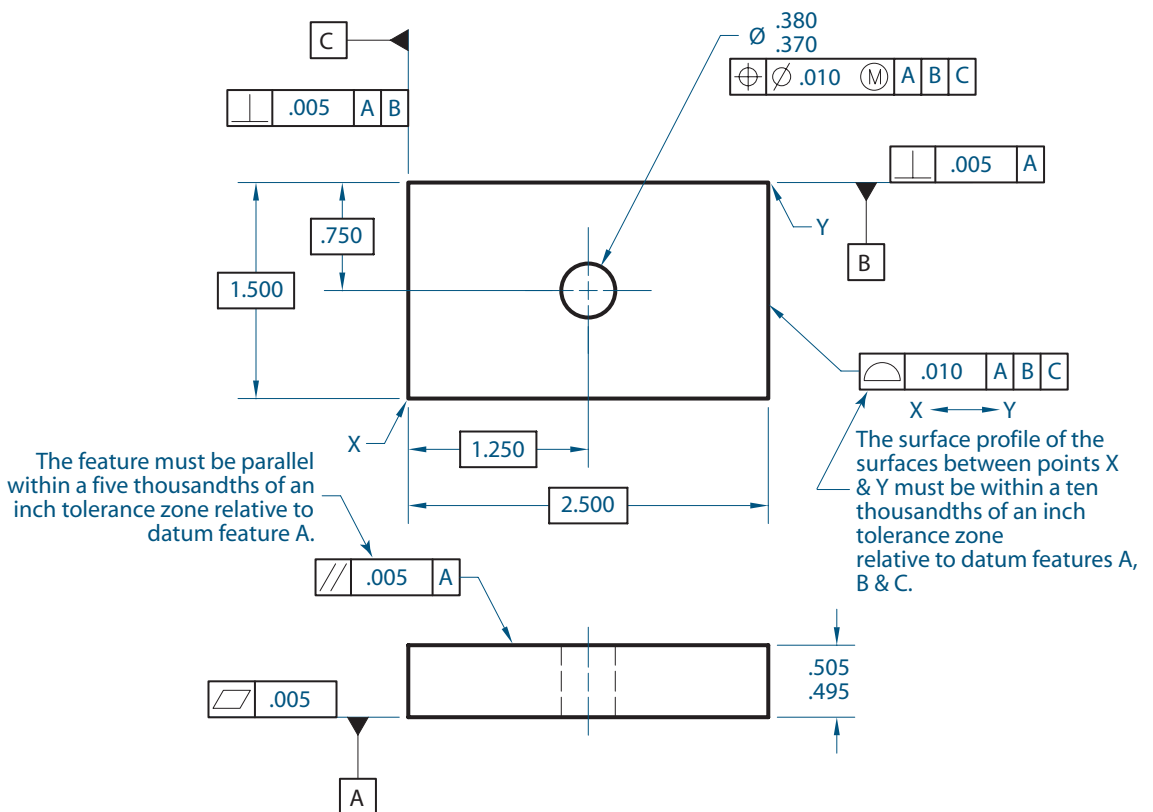 .380
C
Ø
.370
⌖ ∅ .010 Ⓜ A B C
⟂ .005 A B
⟂ .005 A
.750
Y
B
1.500
⌓ .010 A B C
X Y
X
1.250
The surface profile of the
surfaces between points X
& Y must be within a ten
thousandths of an inch
tolerance zone
relative to datum features A,
B & C.
The feature must be parallel
within a five thousandths of an
inch tolerance zone relative to
datum feature A.
2.500
// .005 A
.505
.495
⏥ .005
A